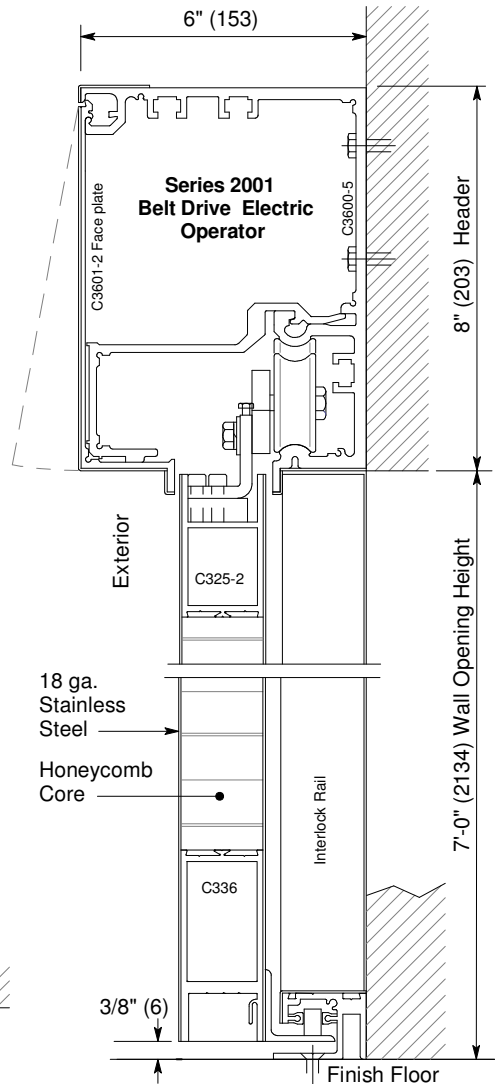 6" (153)
Series 2001
Belt Drive Electric
Operator
C3601-2 Face plate
C3600-5
8" (203) Header
Exterior
C325-2
7'-0" (2134) Wall Opening Height
18 ga.
Stainless
Steel
Honeycomb
Core
Interlock Rail
C336
3/8" (6)
Finish Floor